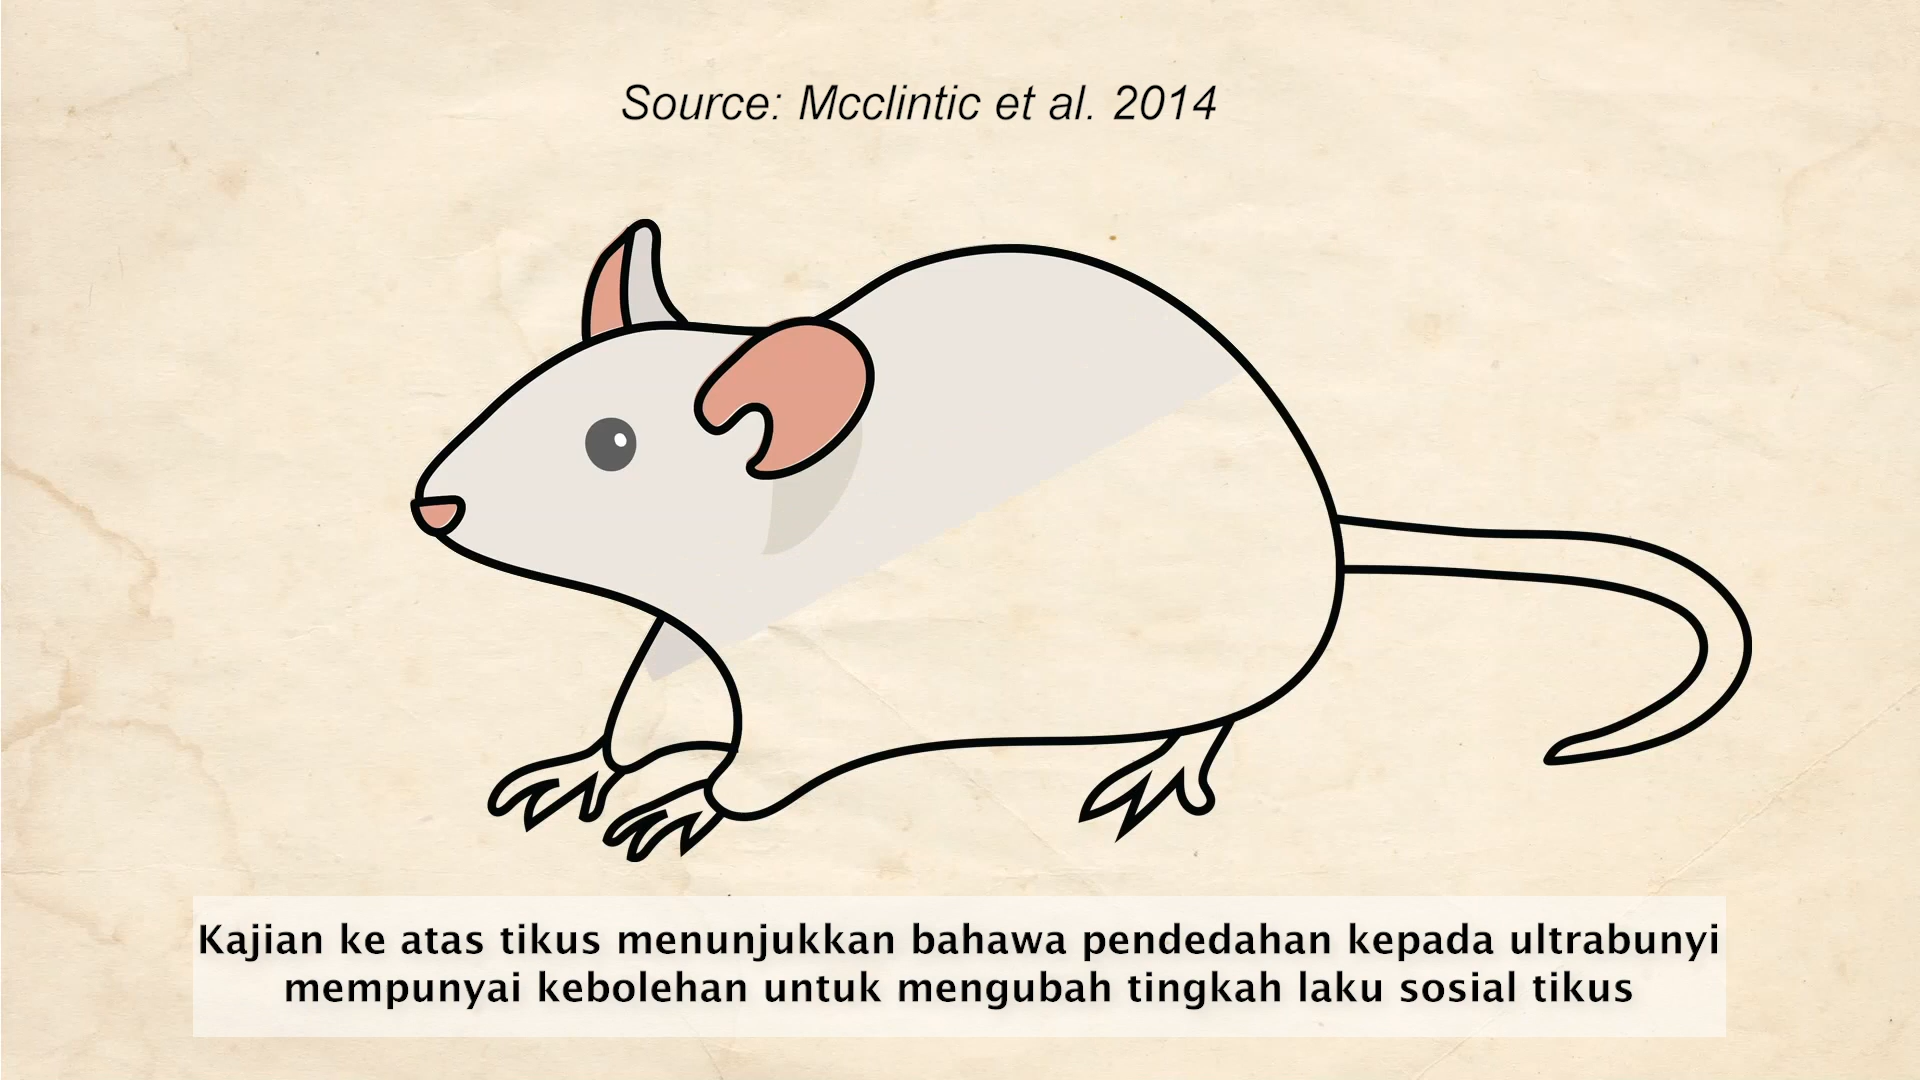 Source: Mcclintic et al. 2014
Kajian ke atas tikus menunjukkan bahawa pendedahan kepada ultrabunyi
mempunyai kebolehan untuk mengubah tingkah laku sosial tikus